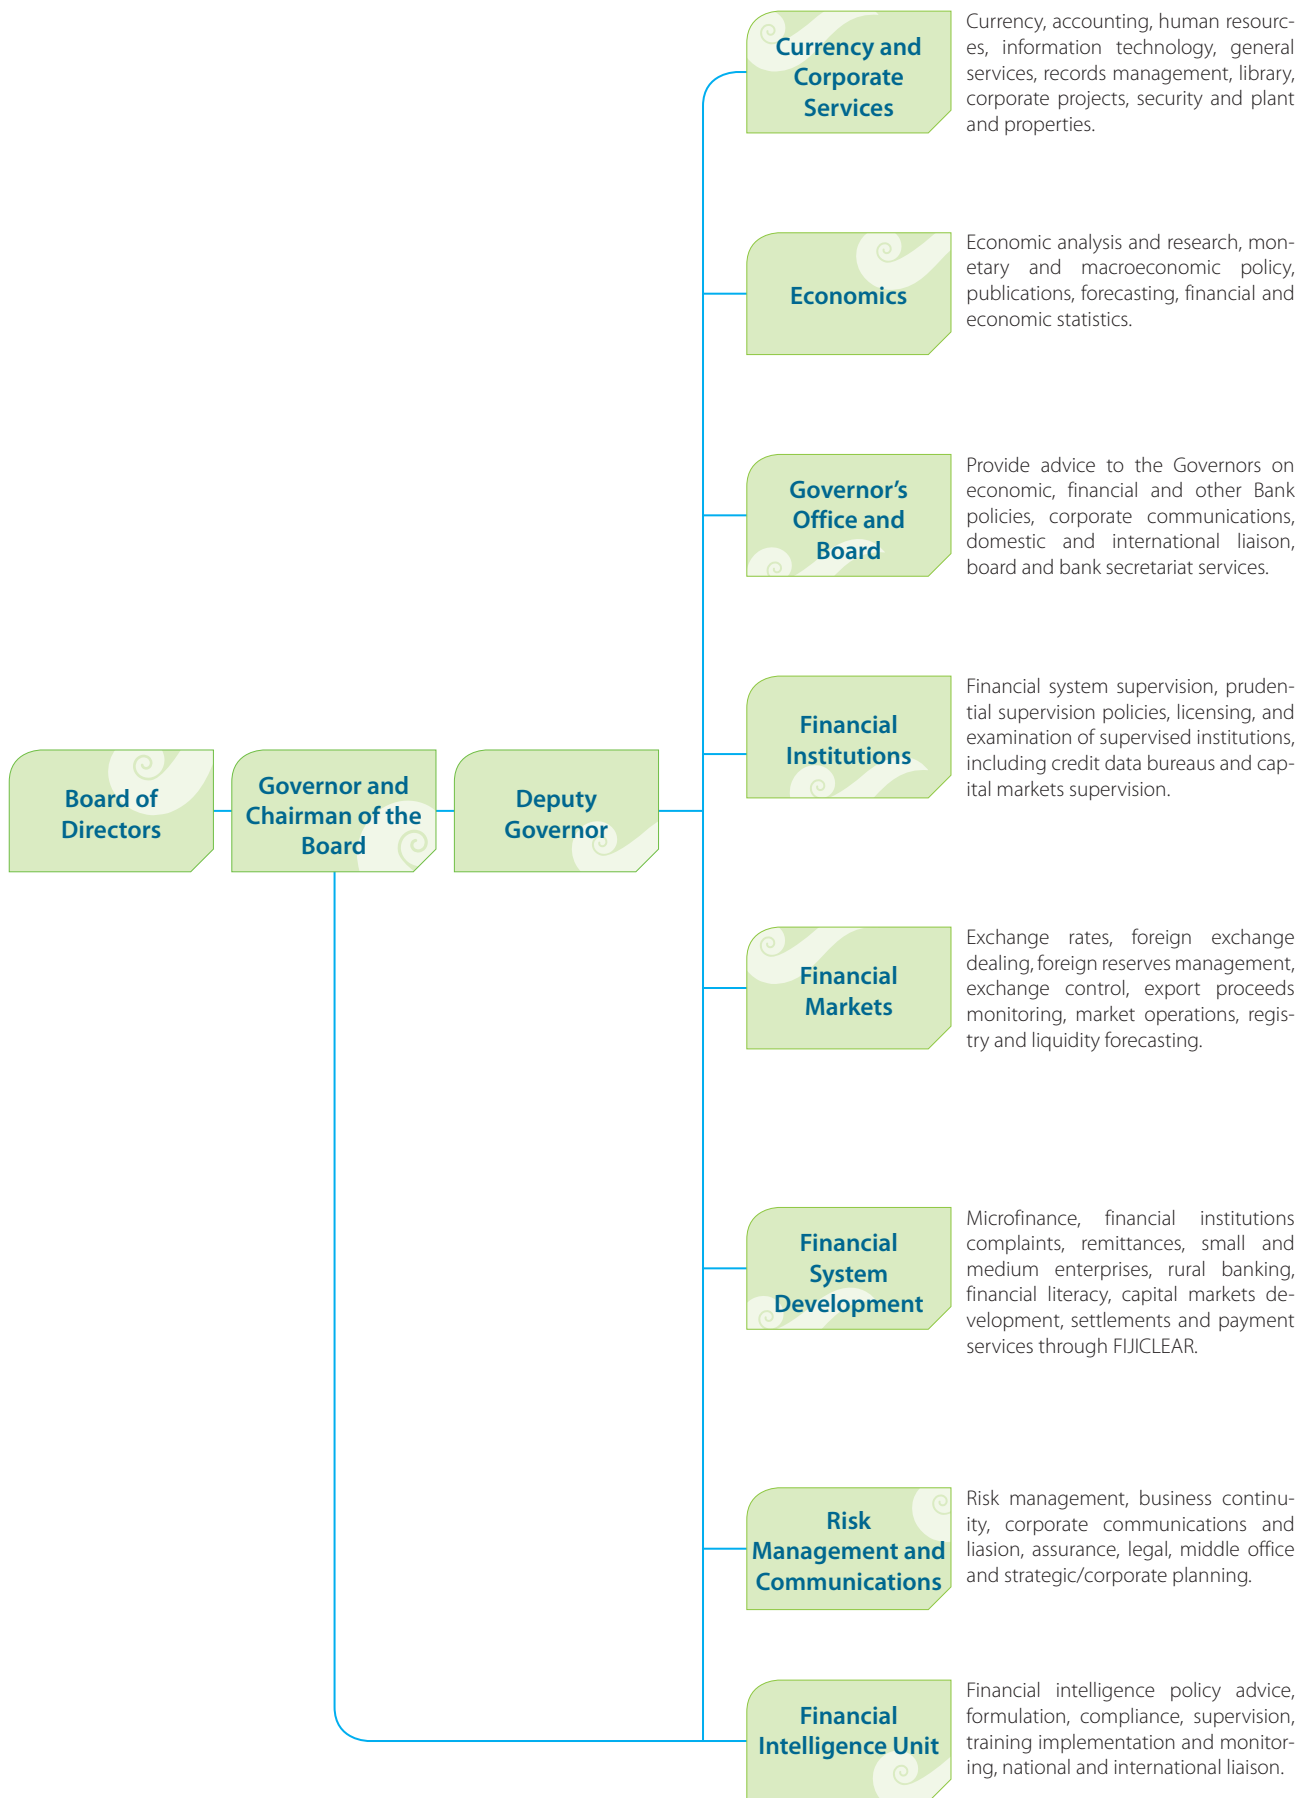 Currency and
Corporate
Services
Currency, accounting, human resourc-
es, information technology, general
services, records management, library,
corporate projects, security and plant
and properties.
Economics
Economic analysis and research, mon-
etary and macroeconomic policy,
publications, forecasting, financial and
economic statistics.
Governor's
Office and
Board
Provide advice to the Governors on
economic, financial and other Bank
policies, corporate communications,
domestic and international liaison,
board and bank secretariat services.
Financial
Institutions
Financial system supervision, pruden-
tial supervision policies, licensing, and
examination of supervised institutions,
including credit data bureaus and cap-
ital markets supervision.
Board of
Directors
Governor and
Chairman of the
Board
Deputy
Governor
Financial
Markets
Exchange rates, foreign exchange
dealing, foreign reserves management,
exchange control, export proceeds
monitoring, market operations, regis-
try and liquidity forecasting.
Financial
System
Development
Microfinance, financial institutions
complaints, remittances, small and
medium enterprises, rural banking,
financial literacy, capital markets de-
velopment, settlements and payment
services through FIJICLEAR.
Risk
Management and
Communications
Risk management, business continu-
ity, corporate communications and
liasion, assurance, legal, middle office
and strategic/corporate planning.
Financial
Intelligence Unit
Financial intelligence policy advice,
formulation, compliance, supervision,
training implementation and monitor-
ing, national and international liaison.